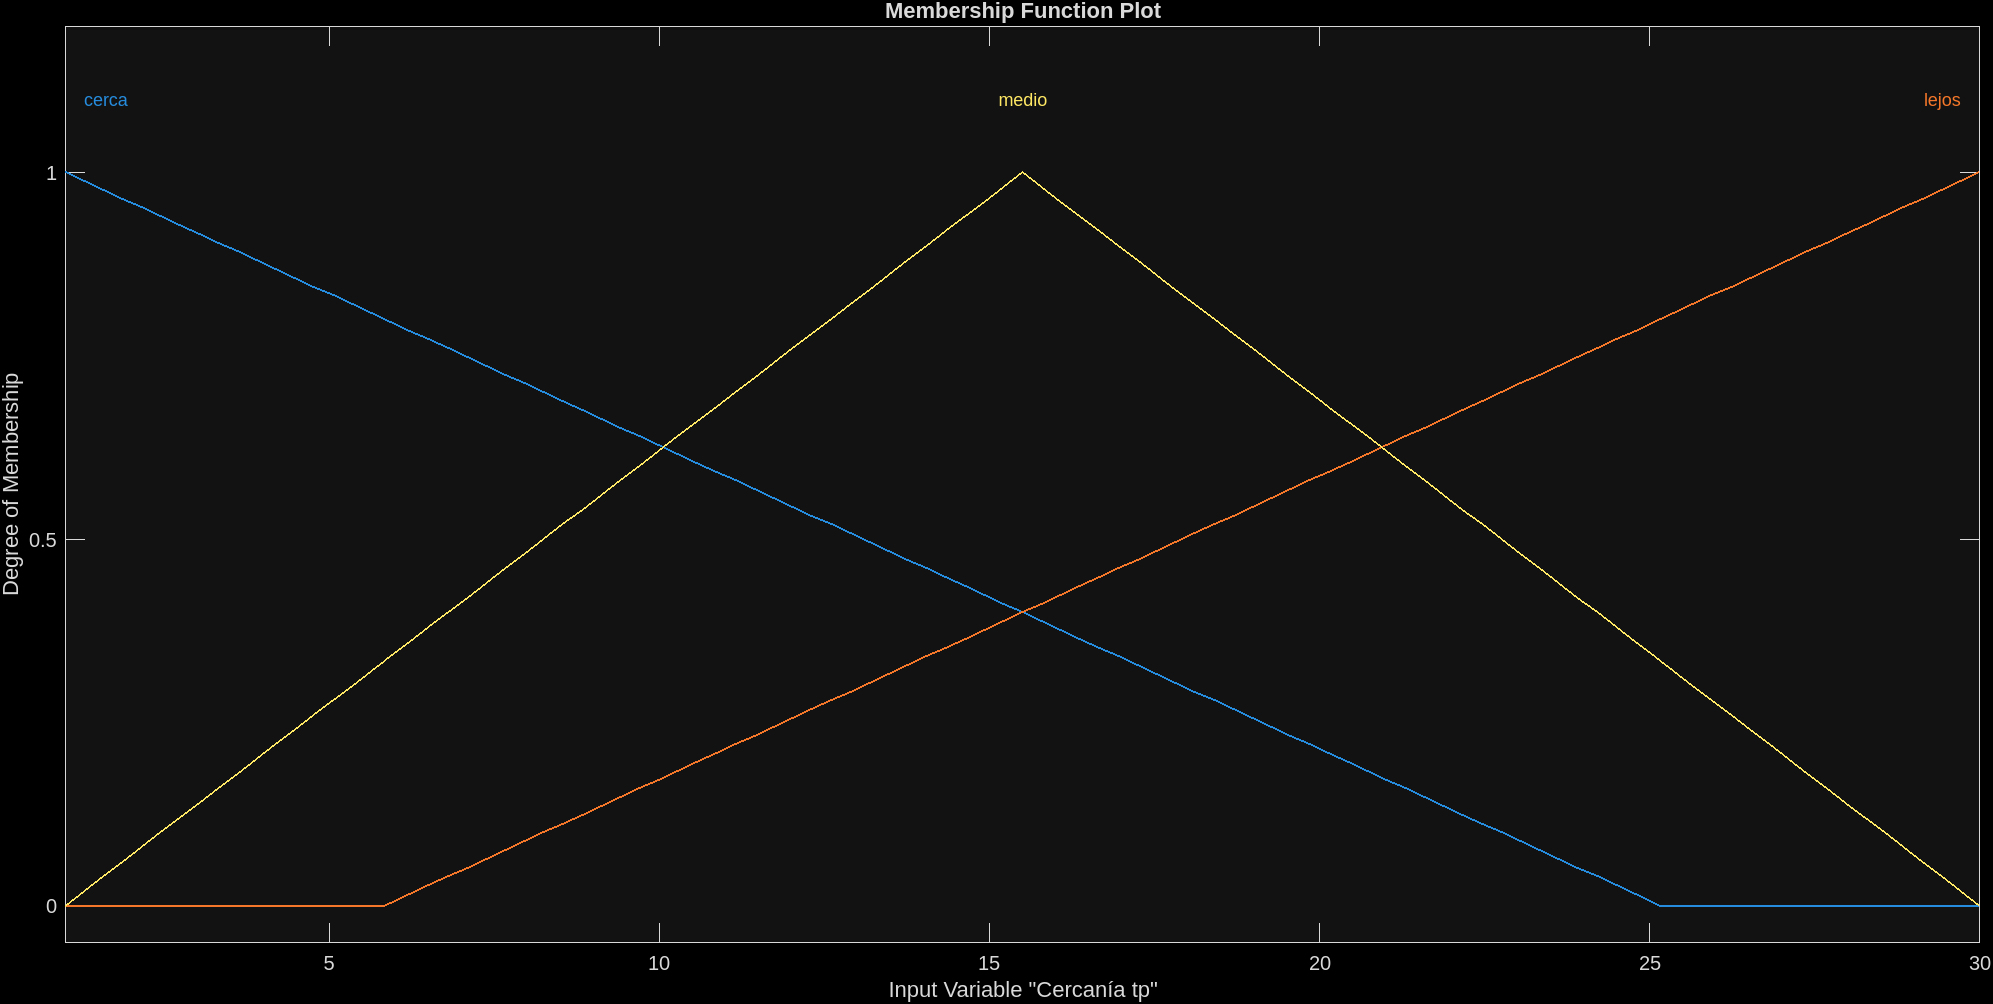 Membership Function Plot
cerca
medio
lejos
1
0.5
0
Degree of Membership
5
10
15
20
25
30
Input Variable "Cercanía tp"